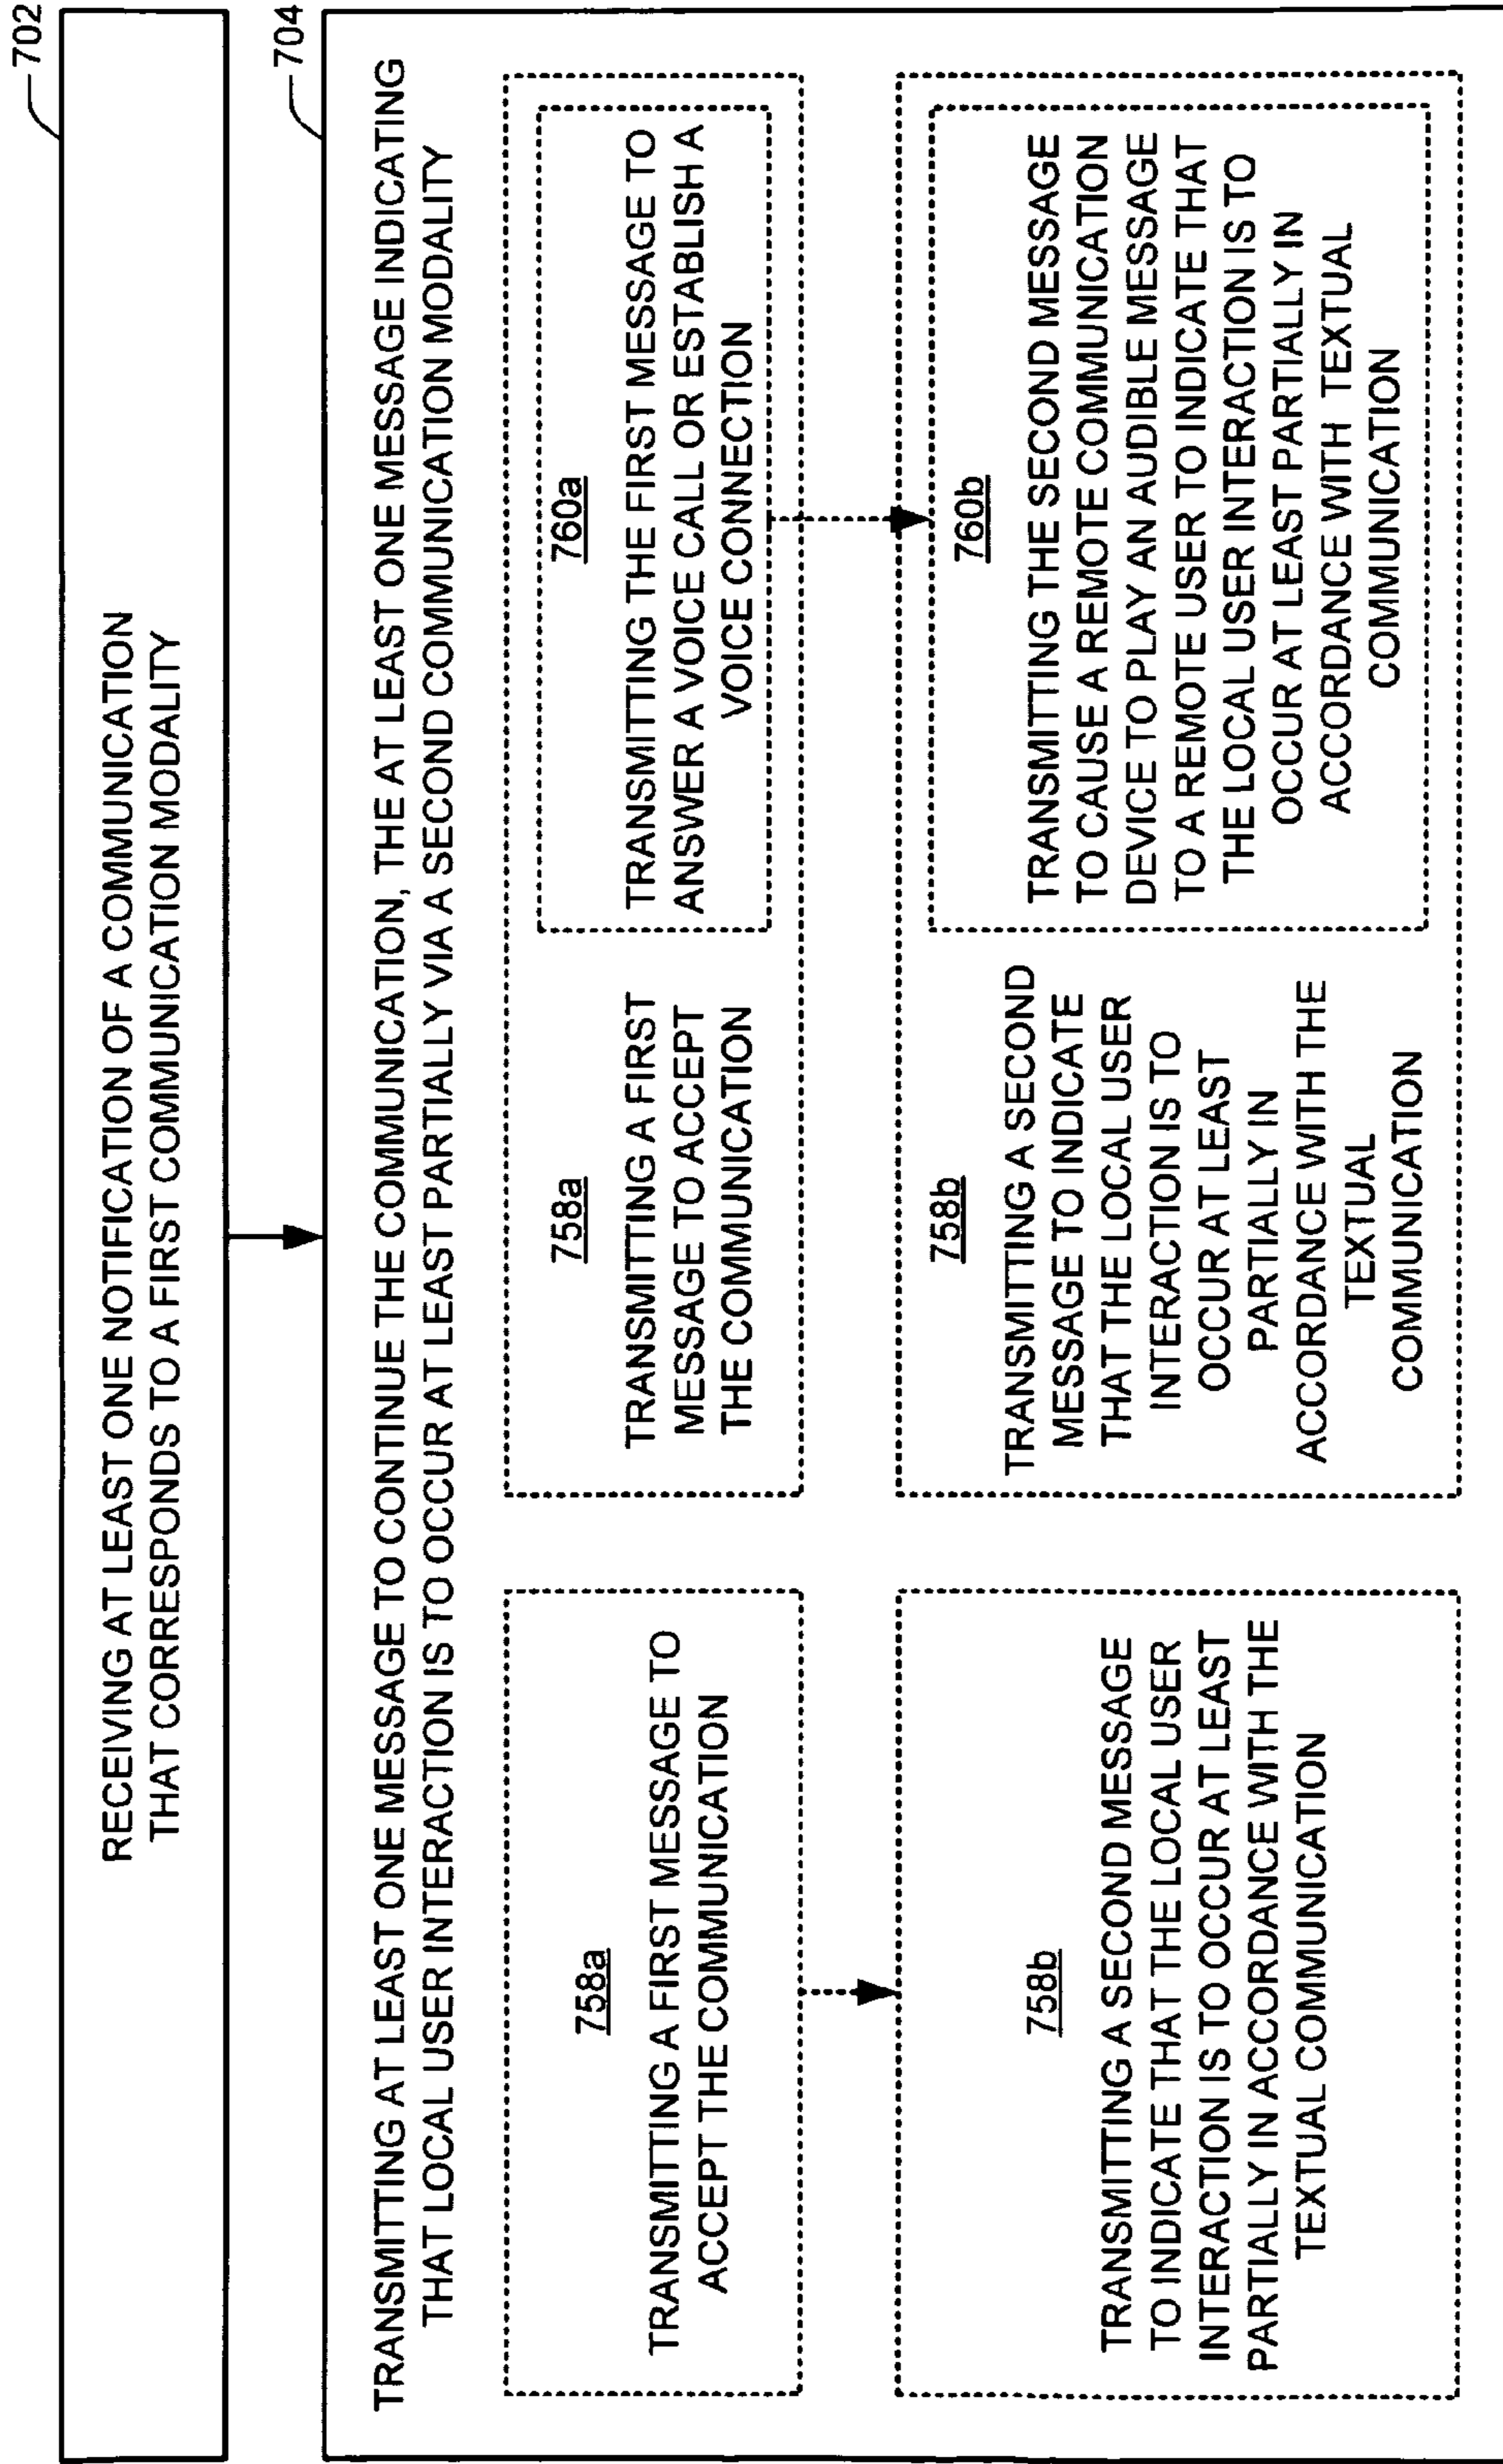 702
RECEIVING AT LEAST ONE NOTIFICATION OF A COMMUNICATION
THAT CORRESPONDS TO A FIRST COMMUNICATION MODALITY
704
TRANSMITTING AT LEAST ONE MESSAGE TO CONTINUE THE COMMUNICATION, THE AT LEAST ONE MESSAGE INDICATING
THAT LOCAL USER INTERACTION IS TO OCCUR AT LEAST PARTIALLY VIA A SECOND COMMUNICATION MODALITY
758a
TRANSMITTING A FIRST MESSAGE TO
ACCEPT THE COMMUNICATION
758b
TRANSMITTING A SECOND MESSAGE
TO INDICATE THAT THE LOCAL USER
INTERACTION IS TO OCCUR AT LEAST
PARTIALLY IN ACCORDANCE WITH THE
TEXTUAL COMMUNICATION
758a
TRANSMITTING A FIRST
MESSAGE TO ACCEPT
THE COMMUNICATION
760a
TRANSMITTING THE FIRST MESSAGE TO
ANSWER A VOICE CALL OR ESTABLISH A
VOICE CONNECTION
758b
TRANSMITTING A SECOND
MESSAGE TO INDICATE
THAT THE LOCAL USER
INTERACTION IS TO
OCCUR AT LEAST
PARTIALLY IN
ACCORDANCE WITH THE
TEXTUAL
COMMUNICATION
760b
TRANSMITTING THE SECOND MESSAGE
TO CAUSE A REMOTE COMMUNICATION
DEVICE TO PLAY AN AUDIBLE MESSAGE
TO A REMOTE USER TO INDICATE THAT
THE LOCAL USER INTERACTION IS TO
OCCUR AT LEAST PARTIALLY IN
ACCORDANCE WITH TEXTUAL
COMMUNICATION